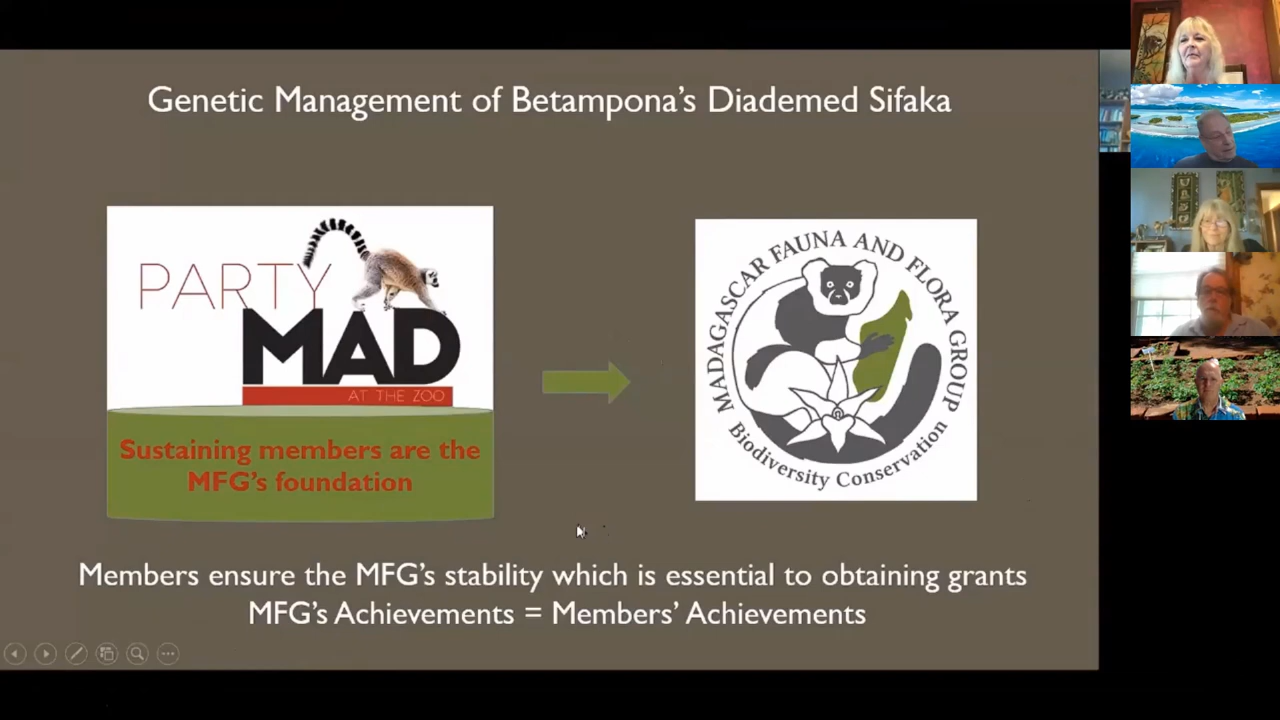 Genetic Management of Betampona's Diademed Sifaka
PARTY
MAD
AT THE ZOO
Sustaining members are the
MFG's foundation
MADAGASCAR FAUNA AND FLORA GROUP
Biodiversity Conservation
Members ensure the MFG's stability which is essential to obtaining grants
MFG's Achievements = Members' Achievements